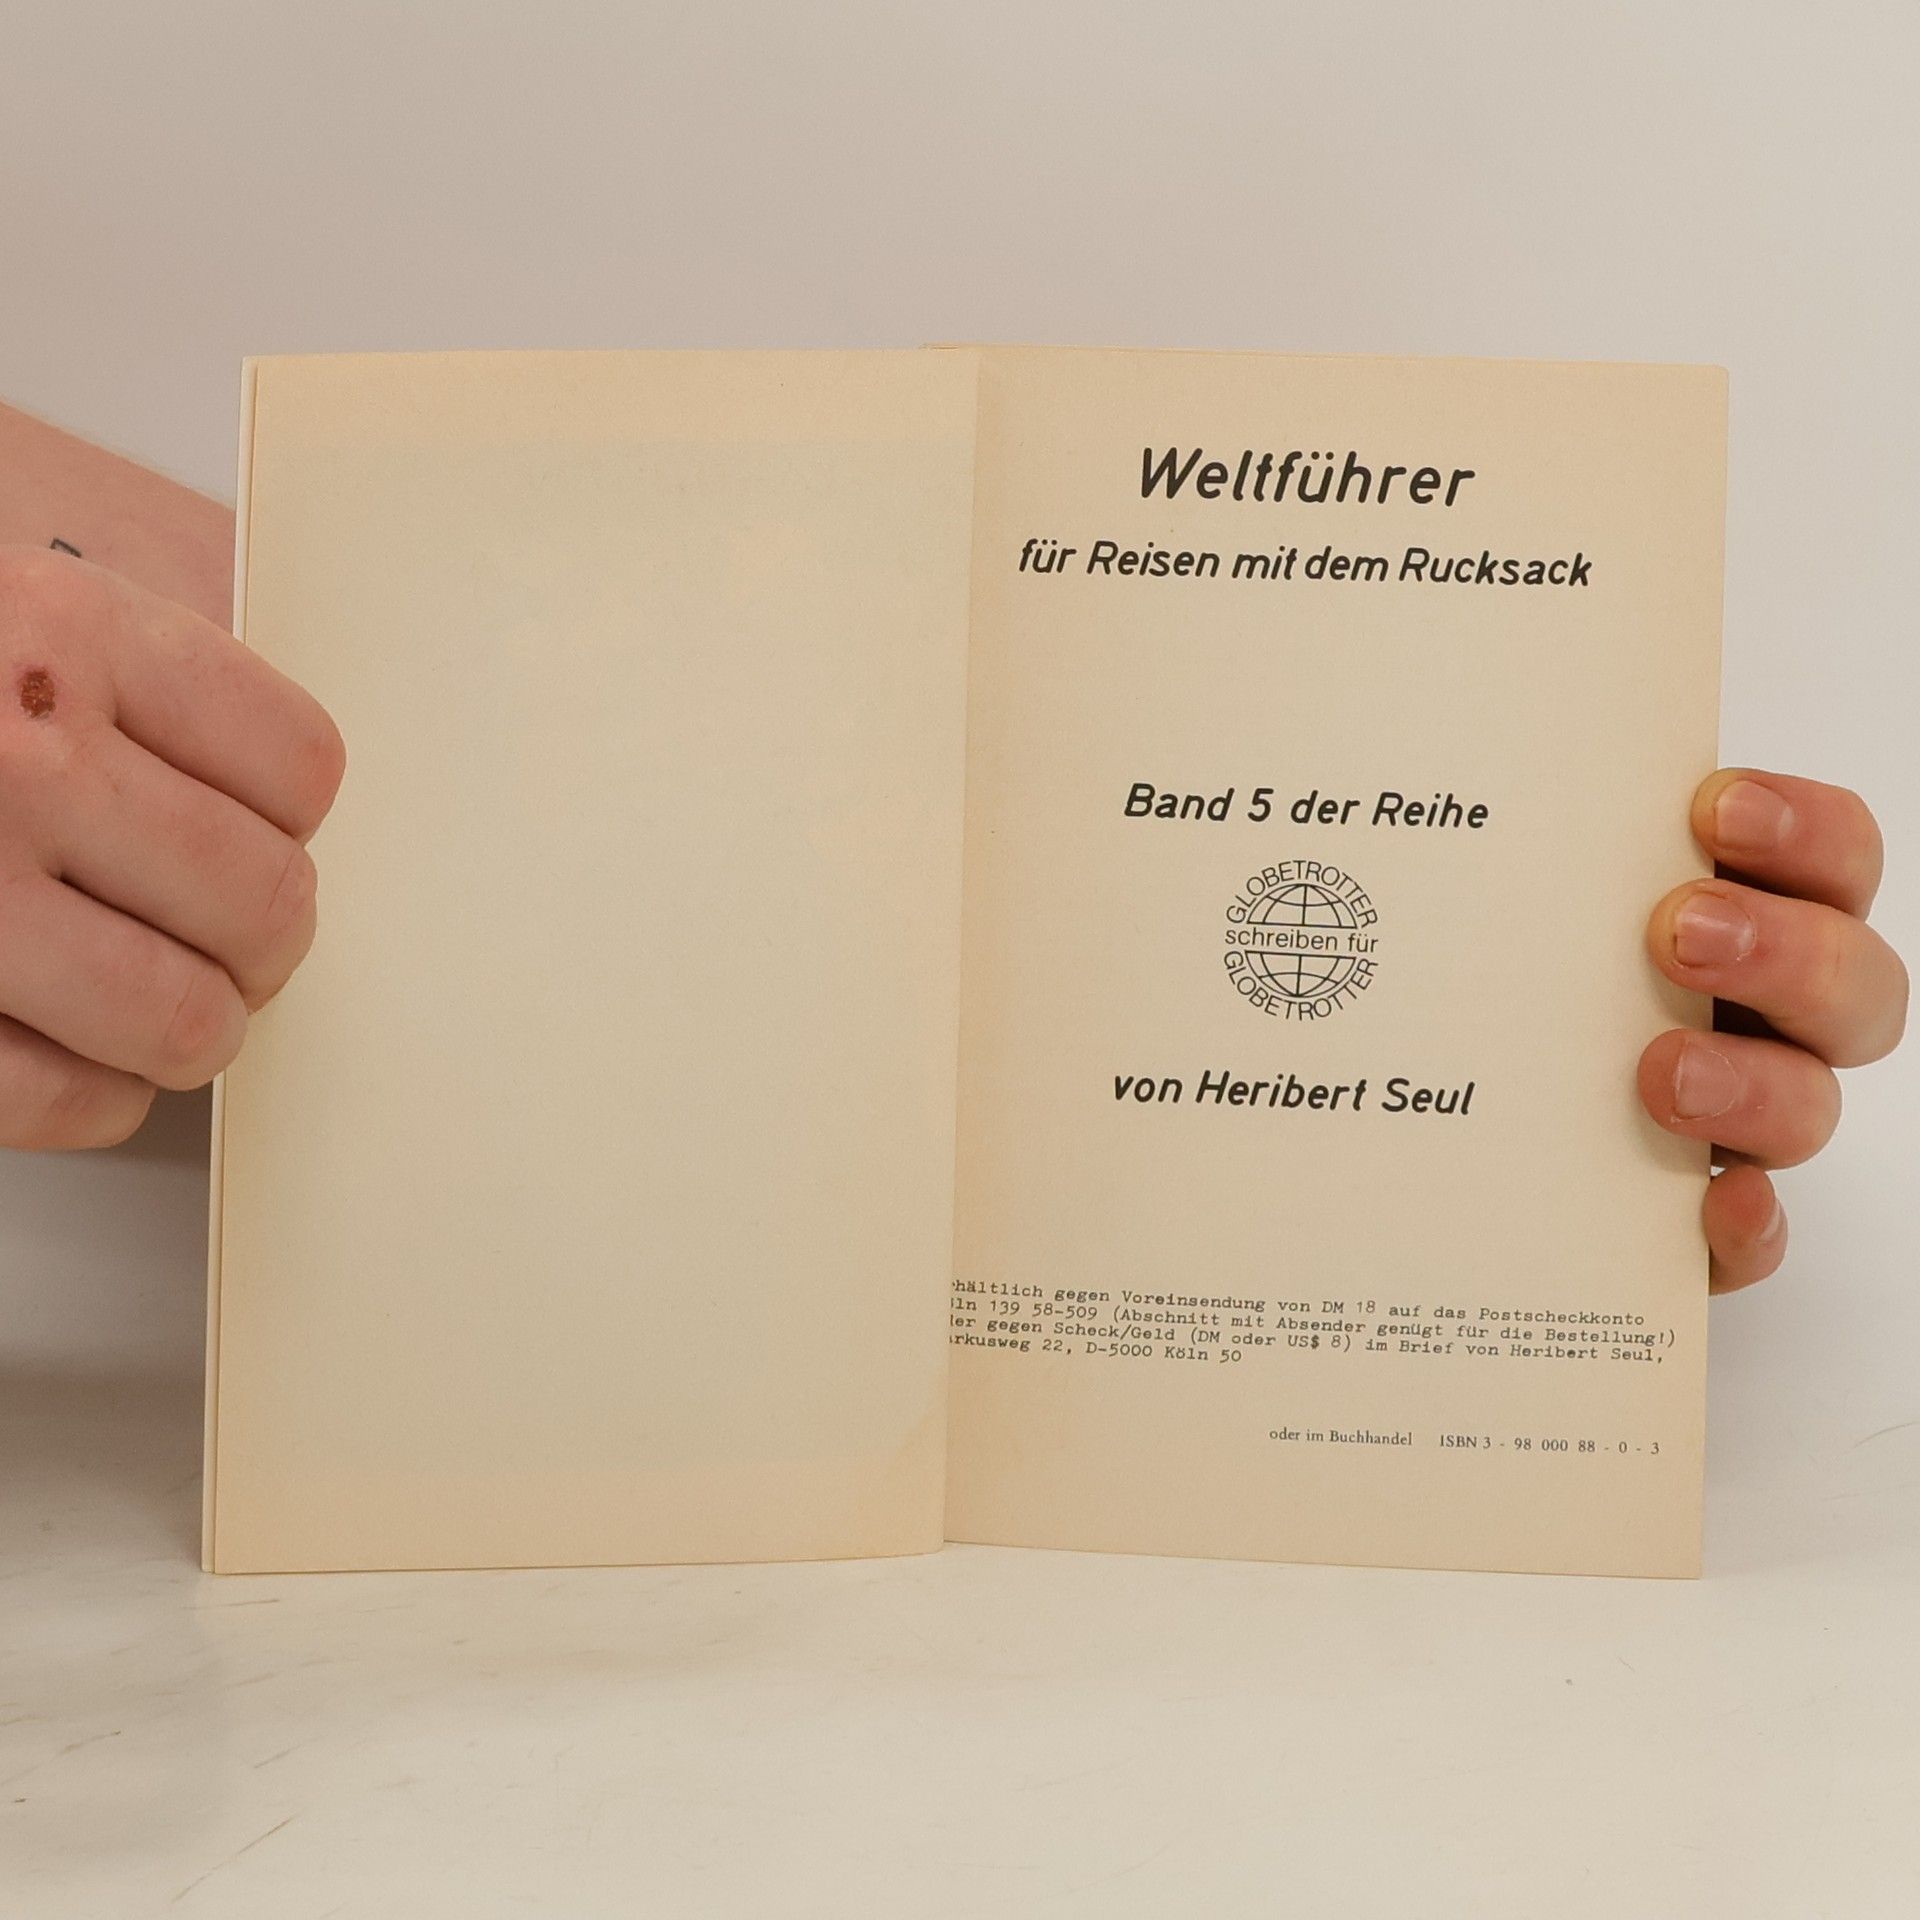 Weltführer
für Reisen mit dem Rucksack
Band 5 der Reihe
GLOBETROTTER
schreiben für
GLOBETROTTER
von Heribert Seul
hältlich gegen Voreinsendung von DM 18 auf das Postscheckkonto
ln 139 58-509 (Abschnitt mit Absender genügt für die Bestellung!)
er gegen Scheck/Geld (DM oder US$ 8) im Brief von Heribert Seul,
rkusweg 22, D-5000 Köln 50
oder im Buchhandel ISBN 3 - 98 000 88 - 0 - 3